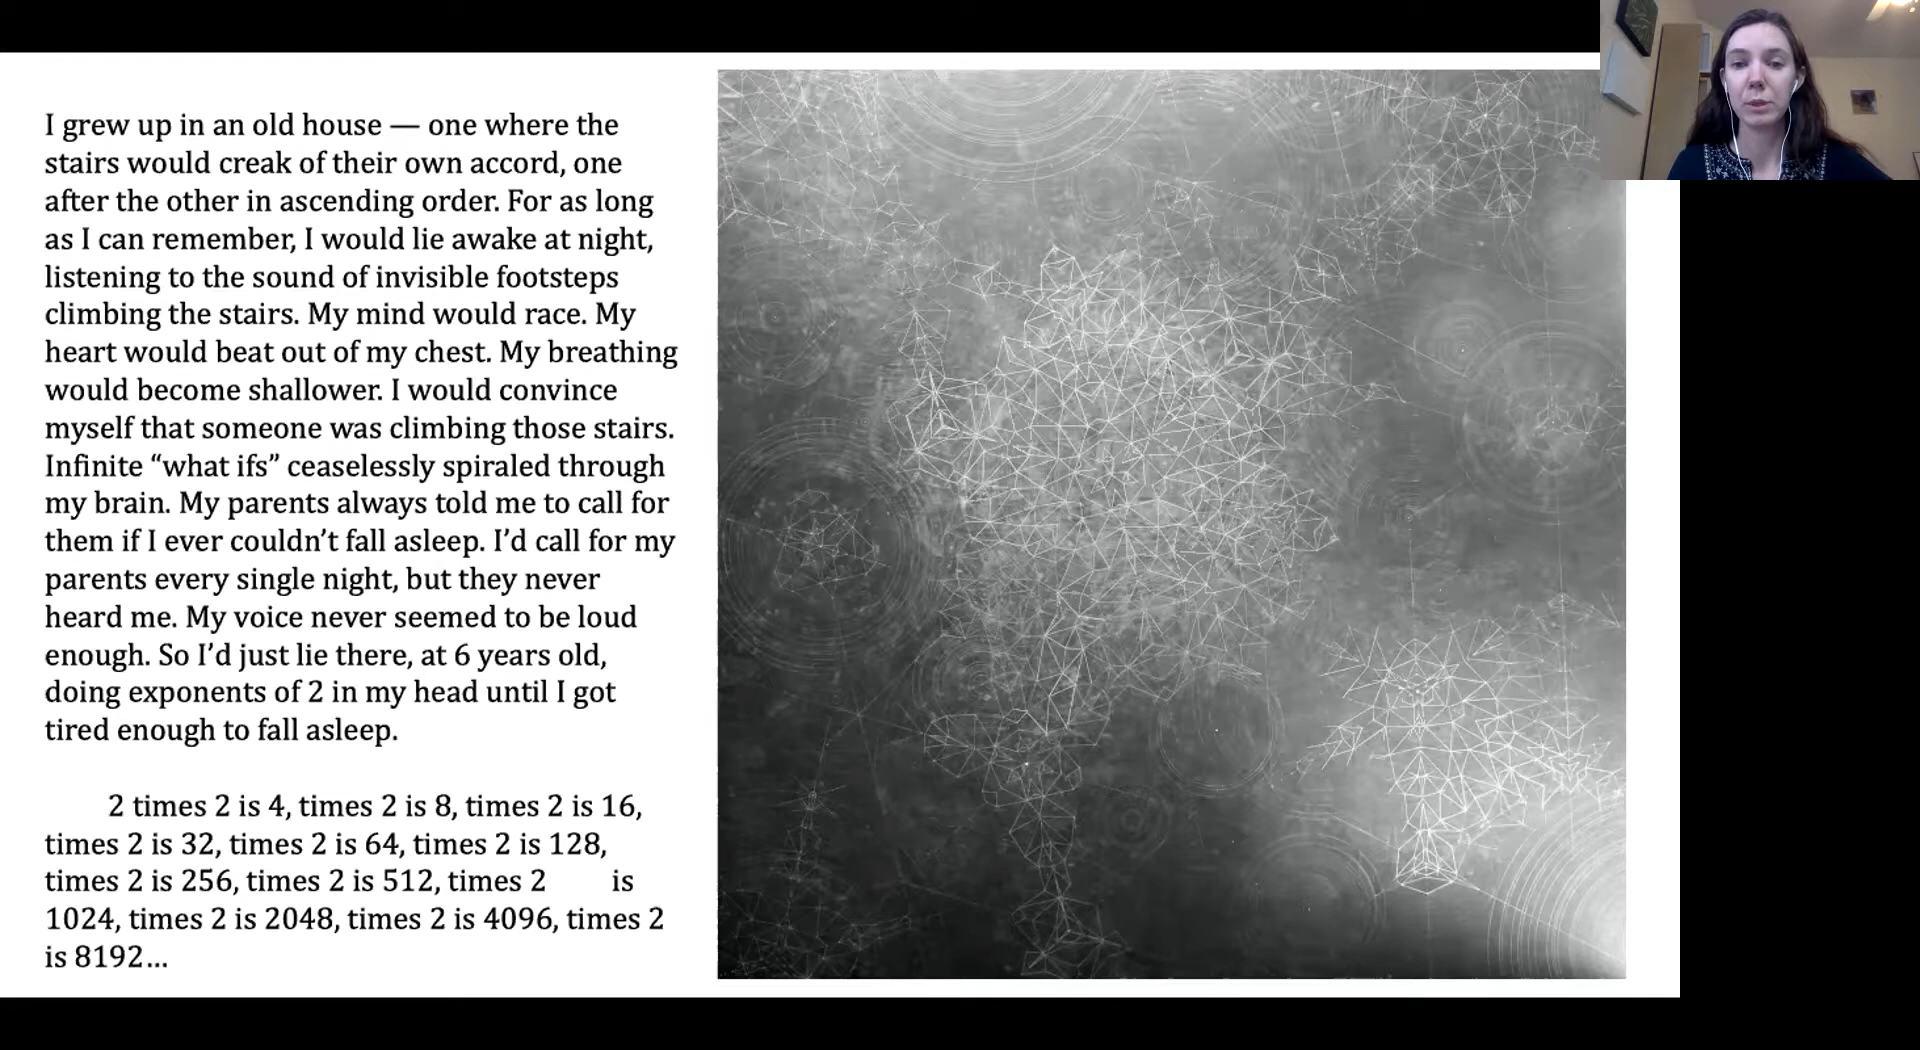 I grew up in an old house — one where the
stairs would creak of their own accord, one
after the other in ascending order. For as long
as I can remember, I would lie awake at night,
listening to the sound of invisible footsteps
climbing the stairs. My mind would race. My
heart would beat out of my chest. My breathing
would become shallower. I would convince
myself that someone was climbing those stairs.
Infinite “what ifs” ceaselessly spiraled through
my brain. My parents always told me to call for
them if I ever couldn’t fall asleep. I’d call for my
parents every single night, but they never
heard me. My voice never seemed to be loud
enough. So I’d just lie there, at 6 years old,
doing exponents of 2 in my head until I got
tired enough to fall asleep.
2 times 2 is 4, times 2 is 8, times 2 is 16,
times 2 is 32, times 2 is 64, times 2 is 128,
times 2 is 256, times 2 is 512, times 2 is
1024, times 2 is 2048, times 2 is 4096, times 2
is 8192...